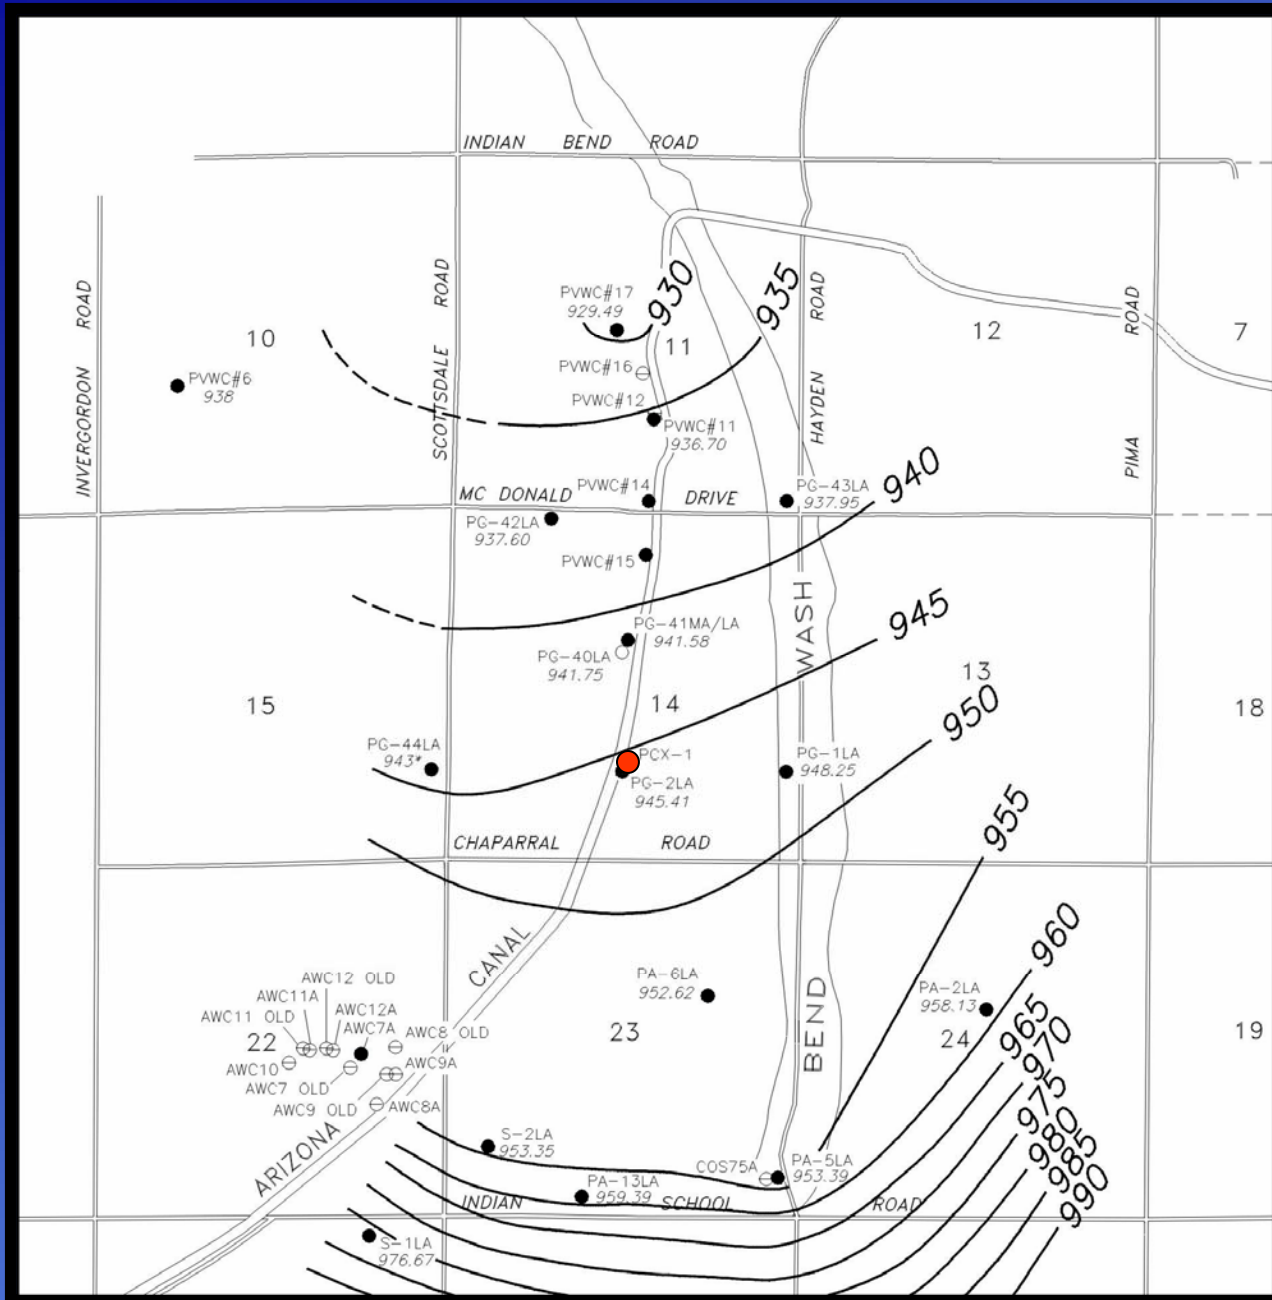 INDIAN BEND ROAD
INVERGORDON ROAD
SCOTTSDALE ROAD
HAYDEN ROAD
PIMA ROAD
930
935
PVWC#17
929.49
10
11
12
7
PVWC#16
PVWC#6
938
PVWC#12
PVWC#11
936.70
940
PVWC#14
MC DONALD DRIVE
PG-43LA
937.95
PG-42LA
937.60
PVWC#15
945
PG-41MA/LA
941.58
PG-40LA
941.75
WASH
13
15
14
18
950
PG-44LA
943*
PCX-1
PG-1LA
948.25
PG-2LA
945.41
955
CHAPARRAL ROAD
960
CANAL
AWC12 OLD
AWC11A
AWC12A
AWC11 OLD
AWC7A
AWC8 OLD
22
AWC10
AWC9A
AWC7 OLD
AWC9 OLD
AWC8A
PA-6LA
952.62
23
BEND
PA-2LA
958.13
24
19
965
970
975
980
985
990
ARIZONA
S-2LA
953.35
COS75A
PA-5LA
953.39
PA-13LA
959.39
INDIAN SCHOOL ROAD
S-1LA
976.67